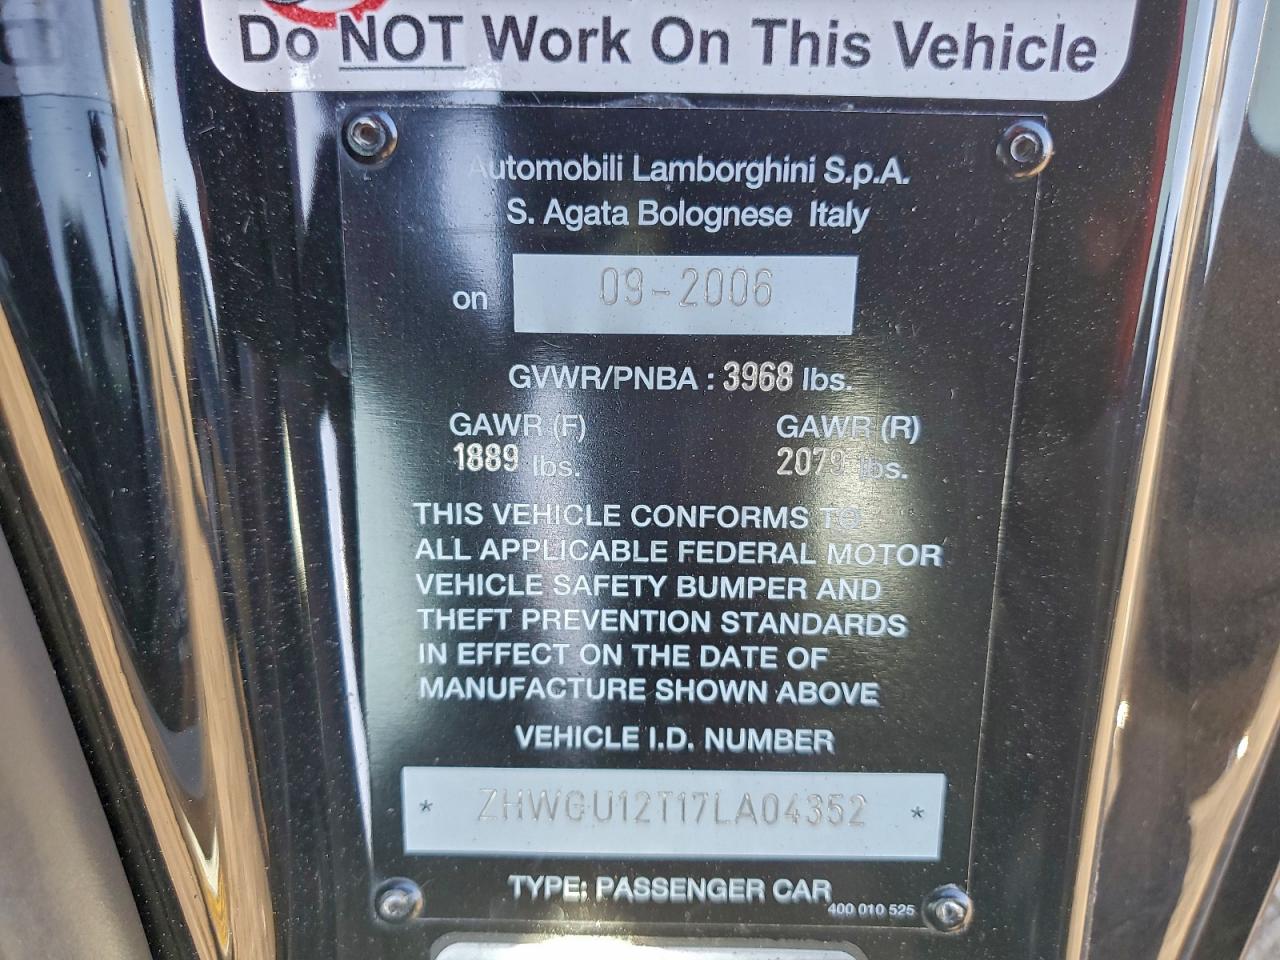 Do NOT Work On This Vehicle
Automobili Lamborghini S.p.A.
S. Agata Bolognese Italy
on 09-2006
GVWR/PNBA : 3968 lbs.
GAWR (F) GAWR (R)
1889 lbs. 2079 lbs.
THIS VEHICLE CONFORMS TO
ALL APPLICABLE FEDERAL MOTOR
VEHICLE SAFETY BUMPER AND
THEFT PREVENTION STANDARDS
IN EFFECT ON THE DATE OF
MANUFACTURE SHOWN ABOVE
VEHICLE I.D. NUMBER
* ZHWGU12T17LA04352 *
TYPE: PASSENGER CAR
400 010 525